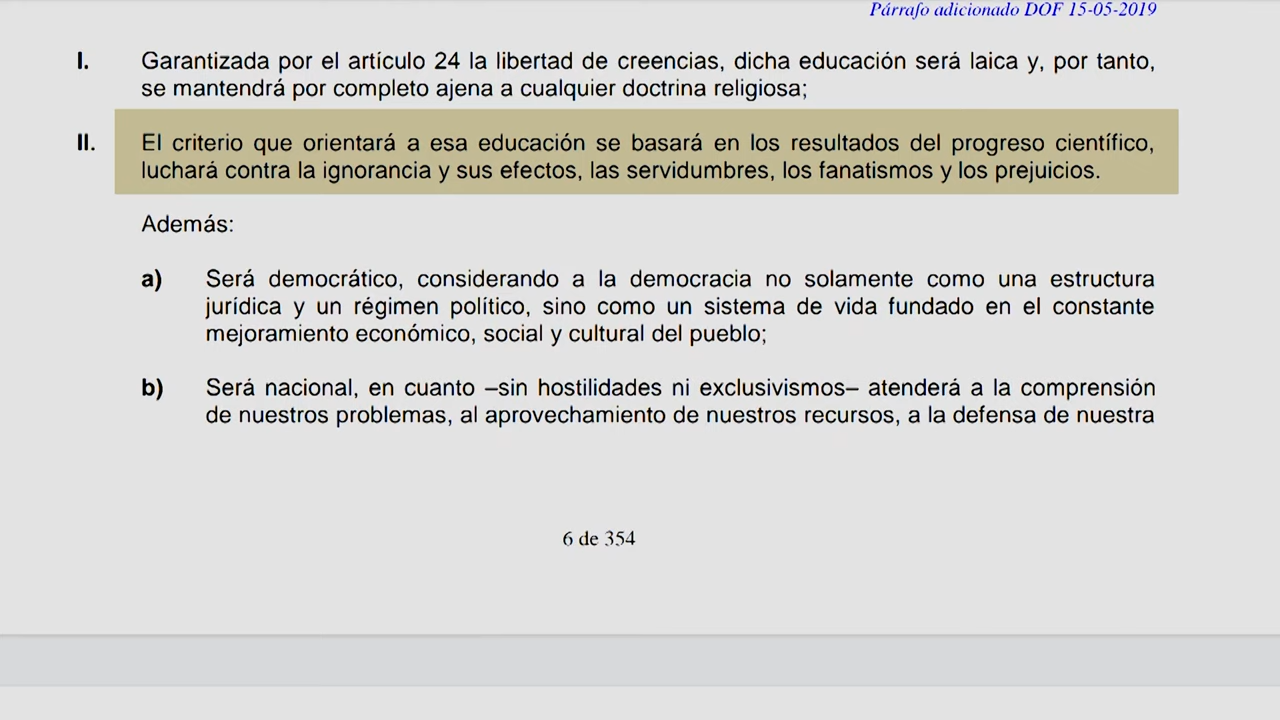 Párrafo adicionado DOF 15-05-2019
I. Garantizada por el artículo 24 la libertad de creencias, dicha educación será laica y, por tanto,
se mantendrá por completo ajena a cualquier doctrina religiosa;
II. El criterio que orientará a esa educación se basará en los resultados del progreso científico,
luchará contra la ignorancia y sus efectos, las servidumbres, los fanatismos y los prejuicios.
Además:
a) Será democrático, considerando a la democracia no solamente como una estructura
jurídica y un régimen político, sino como un sistema de vida fundado en el constante
mejoramiento económico, social y cultural del pueblo;
b) Será nacional, en cuanto –sin hostilidades ni exclusivismos– atenderá a la comprensión
de nuestros problemas, al aprovechamiento de nuestros recursos, a la defensa de nuestra
6 de 354